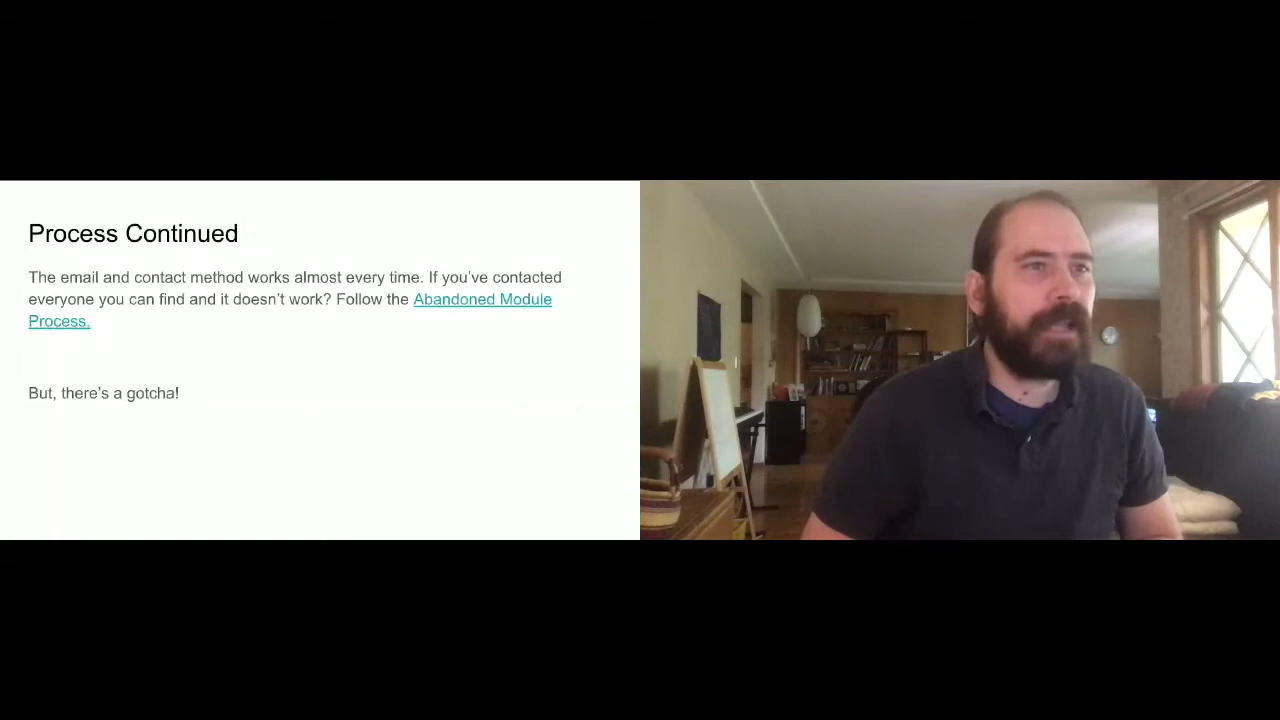 Process Continued
The email and contact method works almost every time. If you’ve contacted
everyone you can find and it doesn’t work? Follow the Abandoned Module
Process.
But, there’s a gotcha!